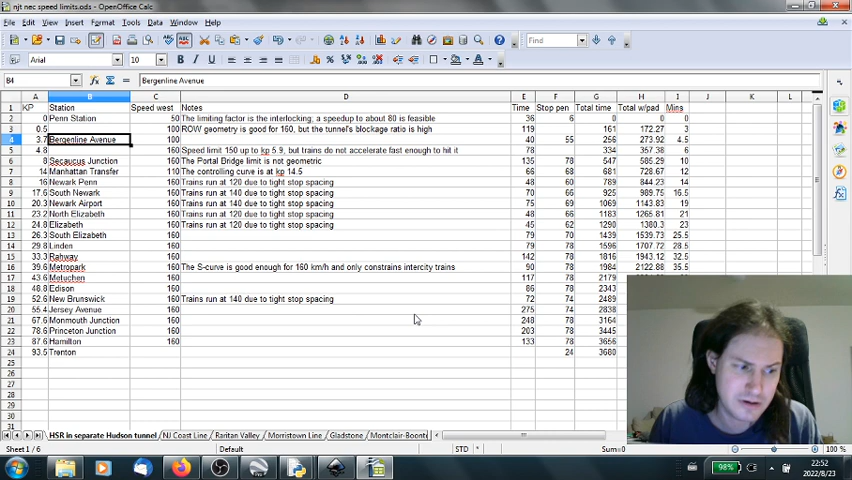 njt nec speed limits.ods - OpenOffice Calc
File Edit View Insert Format Tools Data Window Help
Find
Arial 10
B4 Bergenline Avenue
A B C D E F G H I J K L
1 KP Station Speed west Notes Time Stop pen Total time Total w/pad Mins
2 0 Penn Station 50 The limiting factor is the interlocking; a speedup to about 80 is feasible 36 6 0 0 0
3 0.5 100 ROW geometry is good for 160, but the tunnel's blockage ratio is high 119 161 172.27 3
4 3.7 Bergenline Avenue 100 40 55 256 273.92 4.5
5 4.8 160 Speed limit 150 up to kp 5.9, but trains do not accelerate fast enough to hit it 78 334 357.38 6
6 8 Secaucus Junction 160 The Portal Bridge limit is not geometric 135 78 547 585.29 10
7 14 Manhattan Transfer 110 The controlling curve is at kp 14.5 66 68 681 728.67 12
8 16 Newark Penn 160 Trains run at 120 due to tight stop spacing 48 60 789 844.23 14
9 17.6 South Newark 160 Trains run at 140 due to tight stop spacing 66 66 925 989.75 16.5
10 20.3 Newark Airport 160 Trains run at 140 due to tight stop spacing 75 69 1069 1143.83 19
11 23.2 North Elizabeth 160 Trains run at 120 due to tight stop spacing 48 66 1183 1265.81 21
12 24.8 Elizabeth 160 Trains run at 120 due to tight stop spacing 45 62 1290 1380.3 23
13 26.3 South Elizabeth 160 79 70 1439 1539.73 25.5
14 29.8 Linden 160 79 78 1596 1707.72 28.5
15 33.3 Rahway 160 142 78 1816 1943.12 32.5
16 39.6 Metropark 160 The S-curve is good enough for 160 km/h and only constrains intercity trains 90 78 1984 2122.88 35.5
17 43.6 Metuchen 160 117 78 2179
18 48.8 Edison 160 86 78 2343
19 52.6 New Brunswick 160 Trains run at 140 due to tight stop spacing 72 74 2489
20 55.4 Jersey Avenue 160 275 74 2838
21 67.6 Monmouth Junction 160 248 78 3164
22 78.6 Princeton Junction 160 203 78 3445
23 87.6 Hamilton 160 133 78 3656
24 93.5 Trenton 24 3680
25
26
27
28
29
30
31
HSR in separate Hudson tunnel NJ Coast Line Raritan Valley Morristown Line Gladstone Montclair-Boonto
Sheet 1 / 6 Default STD * Sum=0 100 %
98% 22:52
2022/8/23